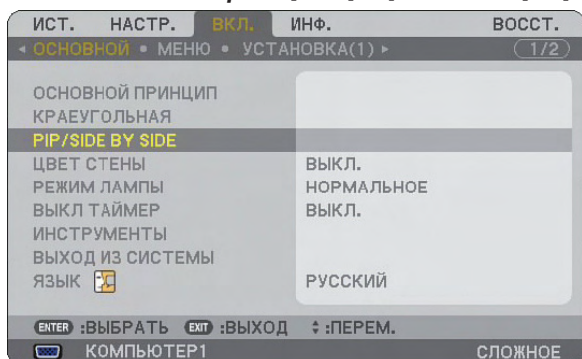 ИСТ. НАСТР. ВКЛ. ИНФ. ВОССТ.
◂ ОСНОВНОЙ • МЕНЮ • УСТАНОВКА(1) ▸ 1/2
ОСНОВНОЙ ПРИНЦИП
КРАЕУГОЛЬНАЯ
PIP/SIDE BY SIDE
ЦВЕТ СТЕНЫ ВЫКЛ.
РЕЖИМ ЛАМПЫ НОРМАЛЬНОЕ
ВЫКЛ ТАЙМЕР ВЫКЛ.
ИНСТРУМЕНТЫ
ВЫХОД ИЗ СИСТЕМЫ
ЯЗЫК РУССКИЙ
ENTER :ВЫБРАТЬ EXIT :ВЫХОД ↕ :ПЕРЕМ.
КОМПЬЮТЕР1 СЛОЖНОЕ